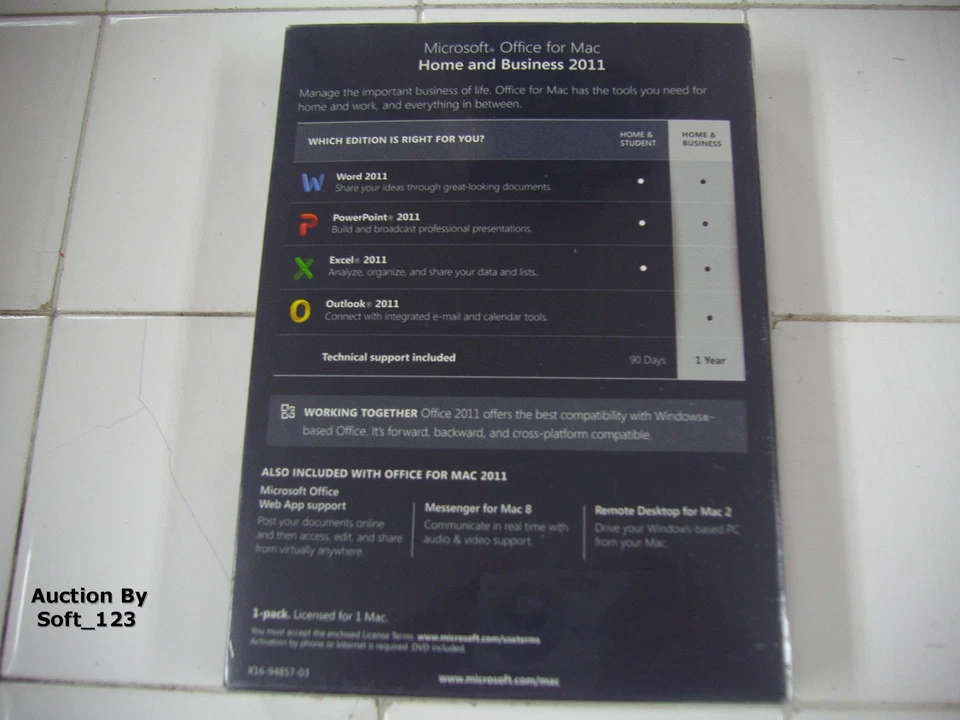 Microsoft® Office for Mac
Home and Business 2011
Manage the important business of life. Office for Mac has the tools you need for
home and work, and everything in between.
WHICH EDITION IS RIGHT FOR YOU?
HOME &
STUDENT
HOME &
BUSINESS
Word 2011
Share your ideas through great-looking documents.
PowerPoint® 2011
Build and broadcast professional presentations.
Excel® 2011
Analyze, organize, and share your data and lists.
Outlook® 2011
Connect with integrated e-mail and calendar tools.
Technical support included
90 Days
1 Year
WORKING TOGETHER Office 2011 offers the best compatibility with Windows®-
based Office. It's forward, backward, and cross-platform compatible.
ALSO INCLUDED WITH OFFICE FOR MAC 2011
Microsoft Office
Web App support
Post your documents online
and then access, edit, and share
from virtually anywhere.
Messenger for Mac 8
Communicate in real time with
audio & video support.
Remote Desktop for Mac 2
Drive your Windows-based PC
from your Mac.
1-pack. Licensed for 1 Mac.
You must accept the enclosed License Terms. www.microsoft.com/useterms
Activation by phone or Internet is required. DVD included.
X16-94857-03
www.microsoft.com/mac
Auction By
Soft_123